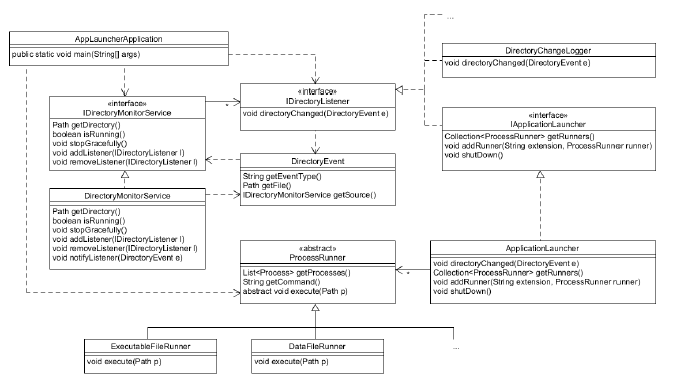 ...
AppLauncherApplication
public static void main(String[] args)
DirectoryChangeLogger
void directoryChanged(DirectoryEvent e)
«interface»
IDirectoryMonitorService
Path getDirectory()
boolean isRunning()
void stopGracefully()
void addListener(IDirectoryListener l)
void removeListener(IDirectoryListener l)
*
«interface»
IDirectoryListener
void directoryChanged(DirectoryEvent e)
«interface»
IApplicationLauncher
Collection<ProcessRunner> getRunners()
void addRunner(String extension, ProcessRunner runner)
void shutDown()
DirectoryEvent
String getEventType()
Path getFile()
IDirectoryMonitorService getSource()
DirectoryMonitorService
Path getDirectory()
boolean isRunning()
void stopGracefully()
void addListener(IDirectoryListener l)
void removeListener(IDirectoryListener l)
void notifyListener(DirectoryEvent e)
«abstract»
ProcessRunner
List<Process> getProcesses()
String getCommand()
abstract void execute(Path p)
*
ApplicationLauncher
void directoryChanged(DirectoryEvent e)
Collection<ProcessRunner> getRunners()
void addRunner(String extension, ProcessRunner runner)
void shutDown()
ExecutableFileRunner
void execute(Path p)
DataFileRunner
void execute(Path p)
...